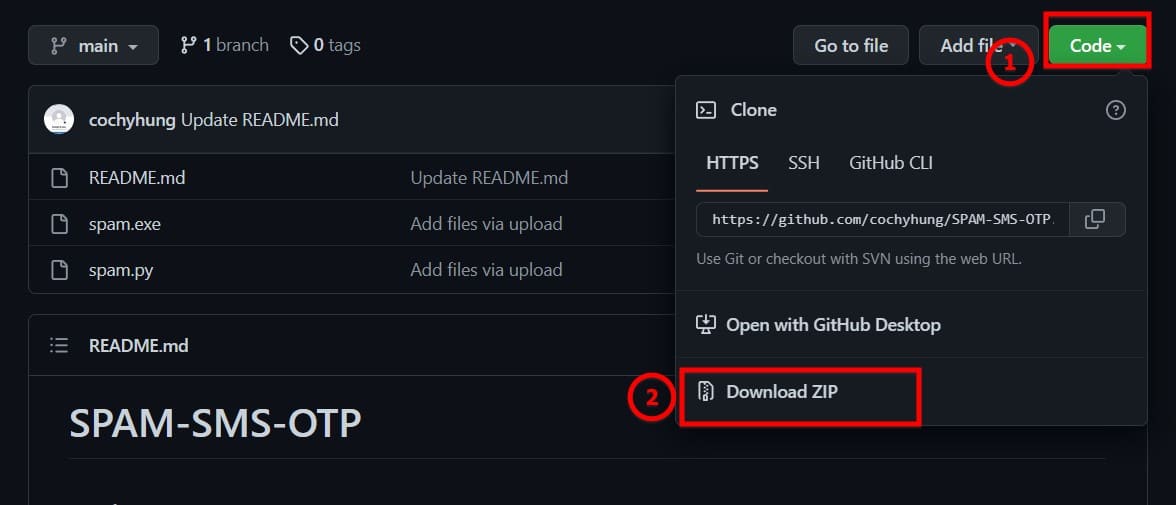 main 1 branch 0 tags Go to file Add file Code
1
cochyhung Update README.md
Clone
HTTPS SSH GitHub CLI
README.md Update README.md
https://github.com/cochyhung/SPAM-SMS-OTP.
spam.exe Add files via upload
Use Git or checkout with SVN using the web URL.
spam.py Add files via upload
Open with GitHub Desktop
README.md
2 Download ZIP
SPAM-SMS-OTP